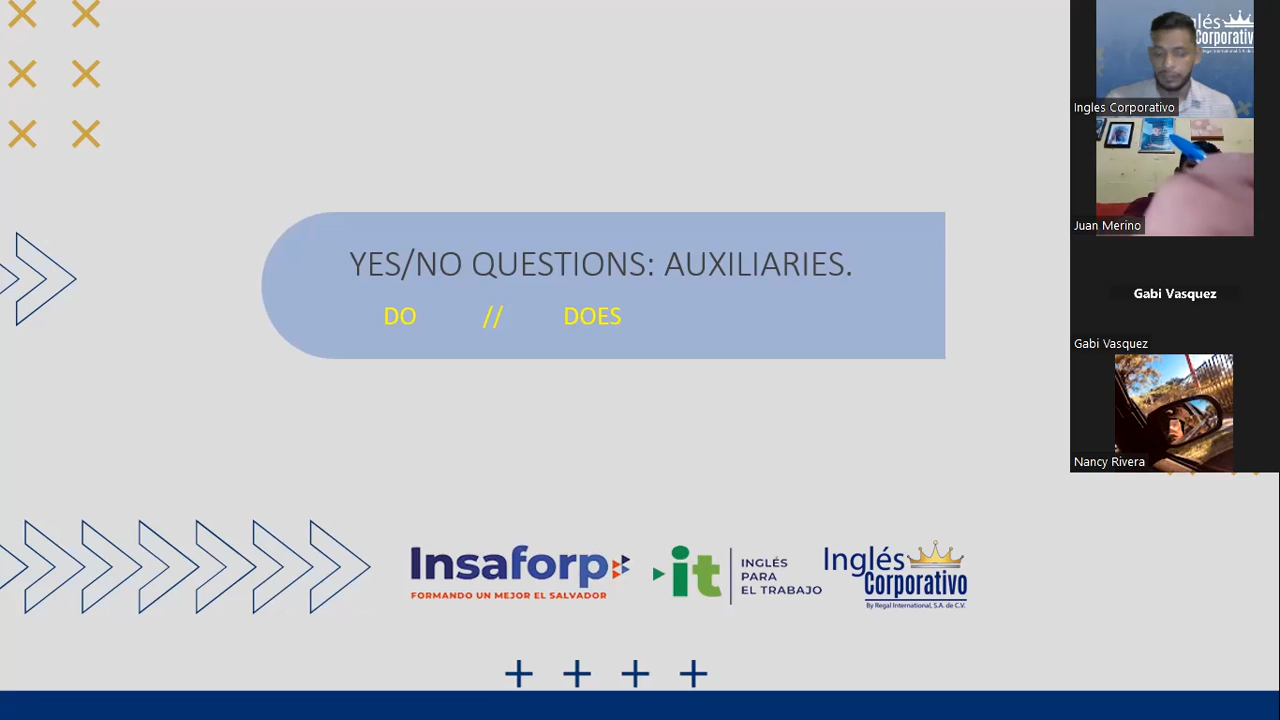 YES/NO QUESTIONS: AUXILIARIES.
DO // DOES
Insaforp
FORMANDO UN MEJOR EL SALVADOR
it
INGLÉS
PARA
EL TRABAJO
Inglés
Corporativo
By Regal International, S.A. de C.V.
Ingles Corporativo
Juan Merino
Gabi Vasquez
Gabi Vasquez
Nancy Rivera